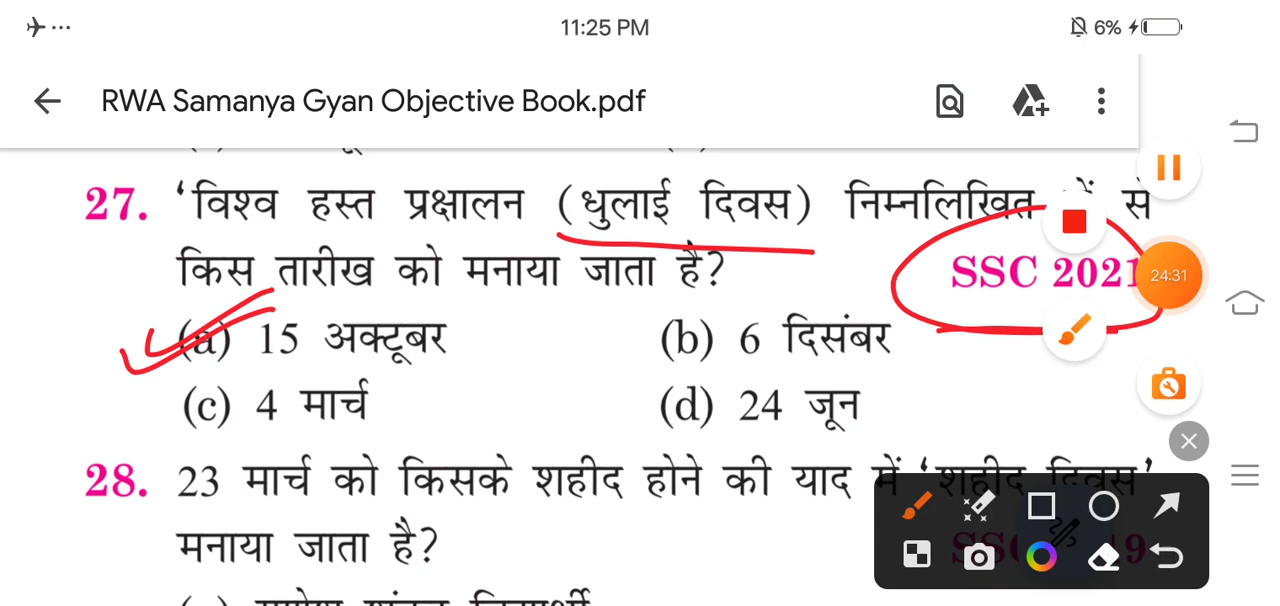 11:25 PM
6%
RWA Samanya Gyan Objective Book.pdf
27. 'विश्व हस्त प्रक्षालन (धुलाई दिवस) निम्नलिखित में से
किस तारीख को मनाया जाता है? SSC 2021
24:31
(a) 15 अक्टूबर (b) 6 दिसंबर
(c) 4 मार्च (d) 24 जून
28. 23 मार्च को किसके शहीद होने की याद में 'शहीद दिवस'
मनाया जाता है?